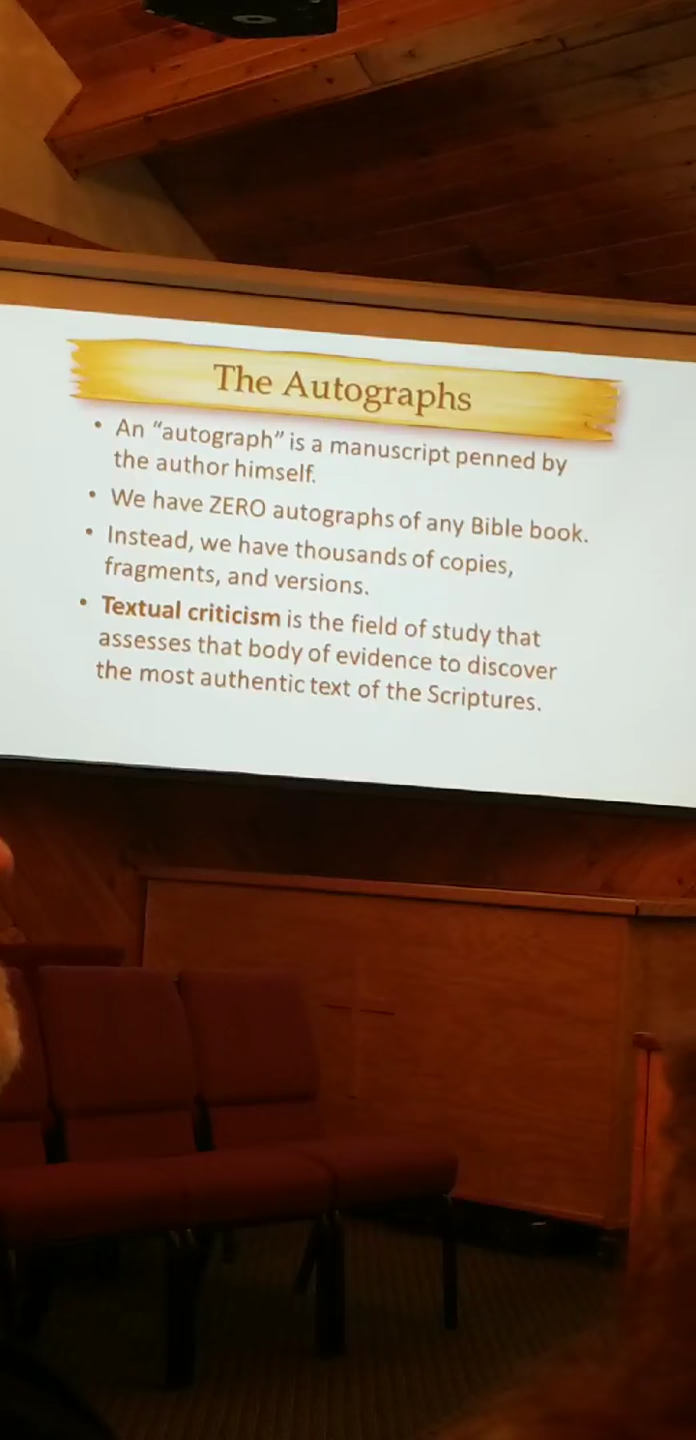 The Autographs
• An “autograph” is a manuscript penned by
the author himself.
• We have ZERO autographs of any Bible book.
• Instead, we have thousands of copies,
fragments, and versions.
• Textual criticism is the field of study that
assesses that body of evidence to discover
the most authentic text of the Scriptures.